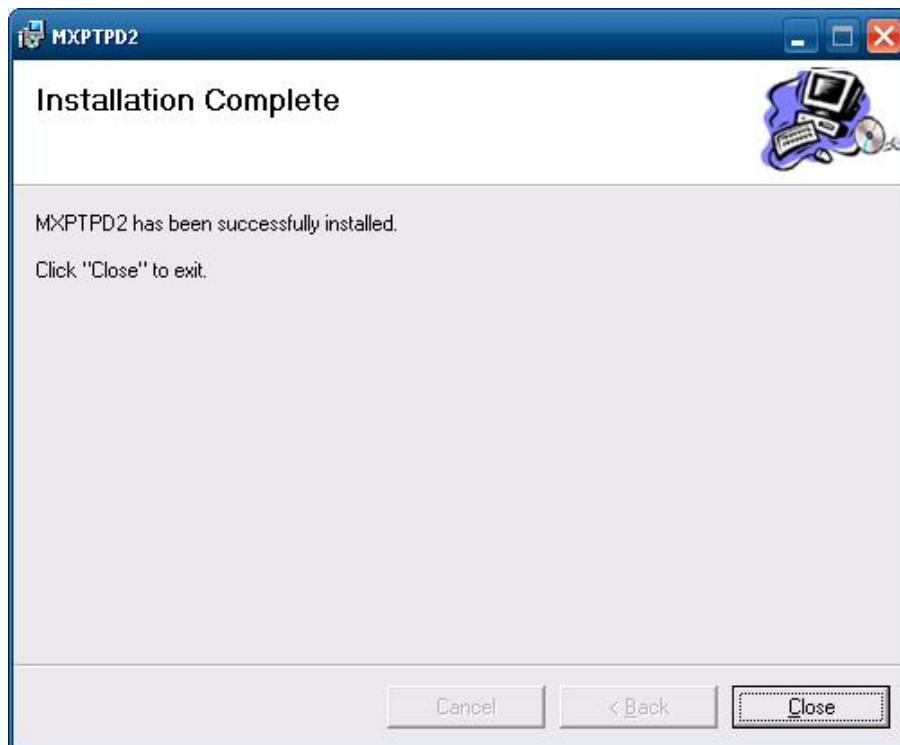 MXPTPD2
Installation Complete
MXPTPD2 has been successfully installed.
Click "Close" to exit.
Cancel
< Back
Close